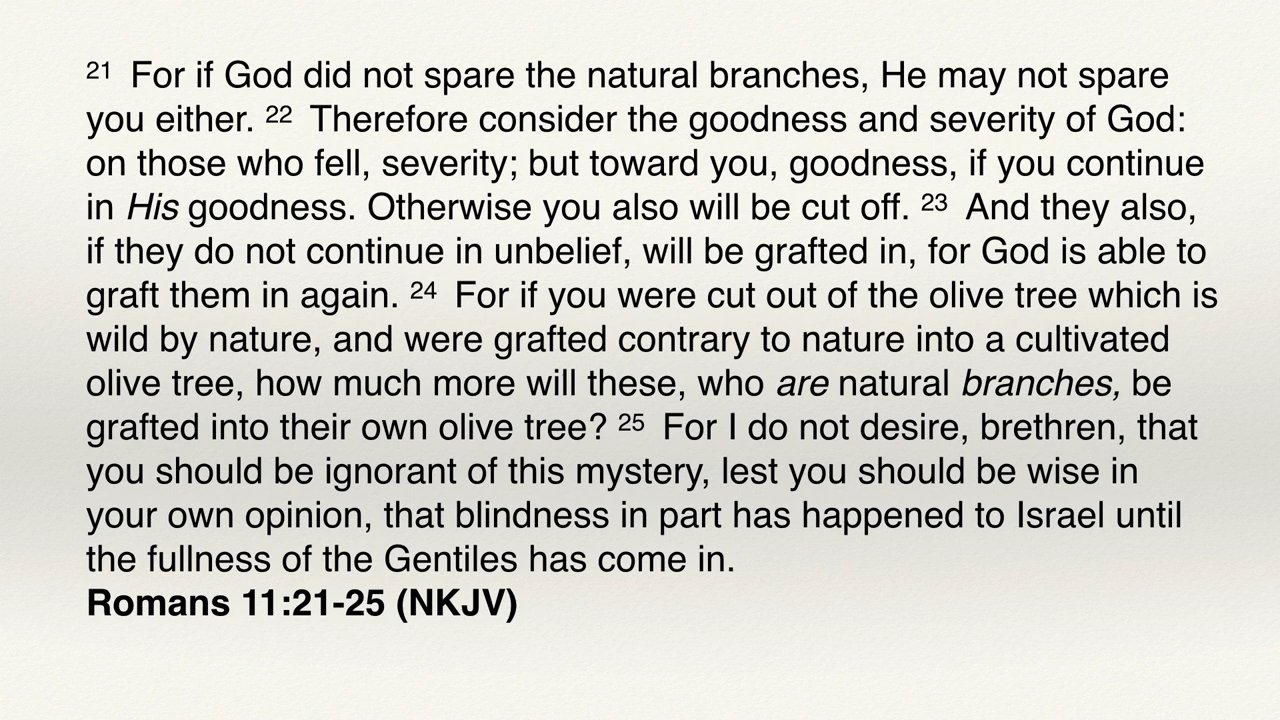 21 For if God did not spare the natural branches, He may not spare
you either. 22 Therefore consider the goodness and severity of God:
on those who fell, severity; but toward you, goodness, if you continue
in His goodness. Otherwise you also will be cut off. 23 And they also,
if they do not continue in unbelief, will be grafted in, for God is able to
graft them in again. 24 For if you were cut out of the olive tree which is
wild by nature, and were grafted contrary to nature into a cultivated
olive tree, how much more will these, who are natural branches, be
grafted into their own olive tree? 25 For I do not desire, brethren, that
you should be ignorant of this mystery, lest you should be wise in
your own opinion, that blindness in part has happened to Israel until
the fullness of the Gentiles has come in.
Romans 11:21-25 (NKJV)